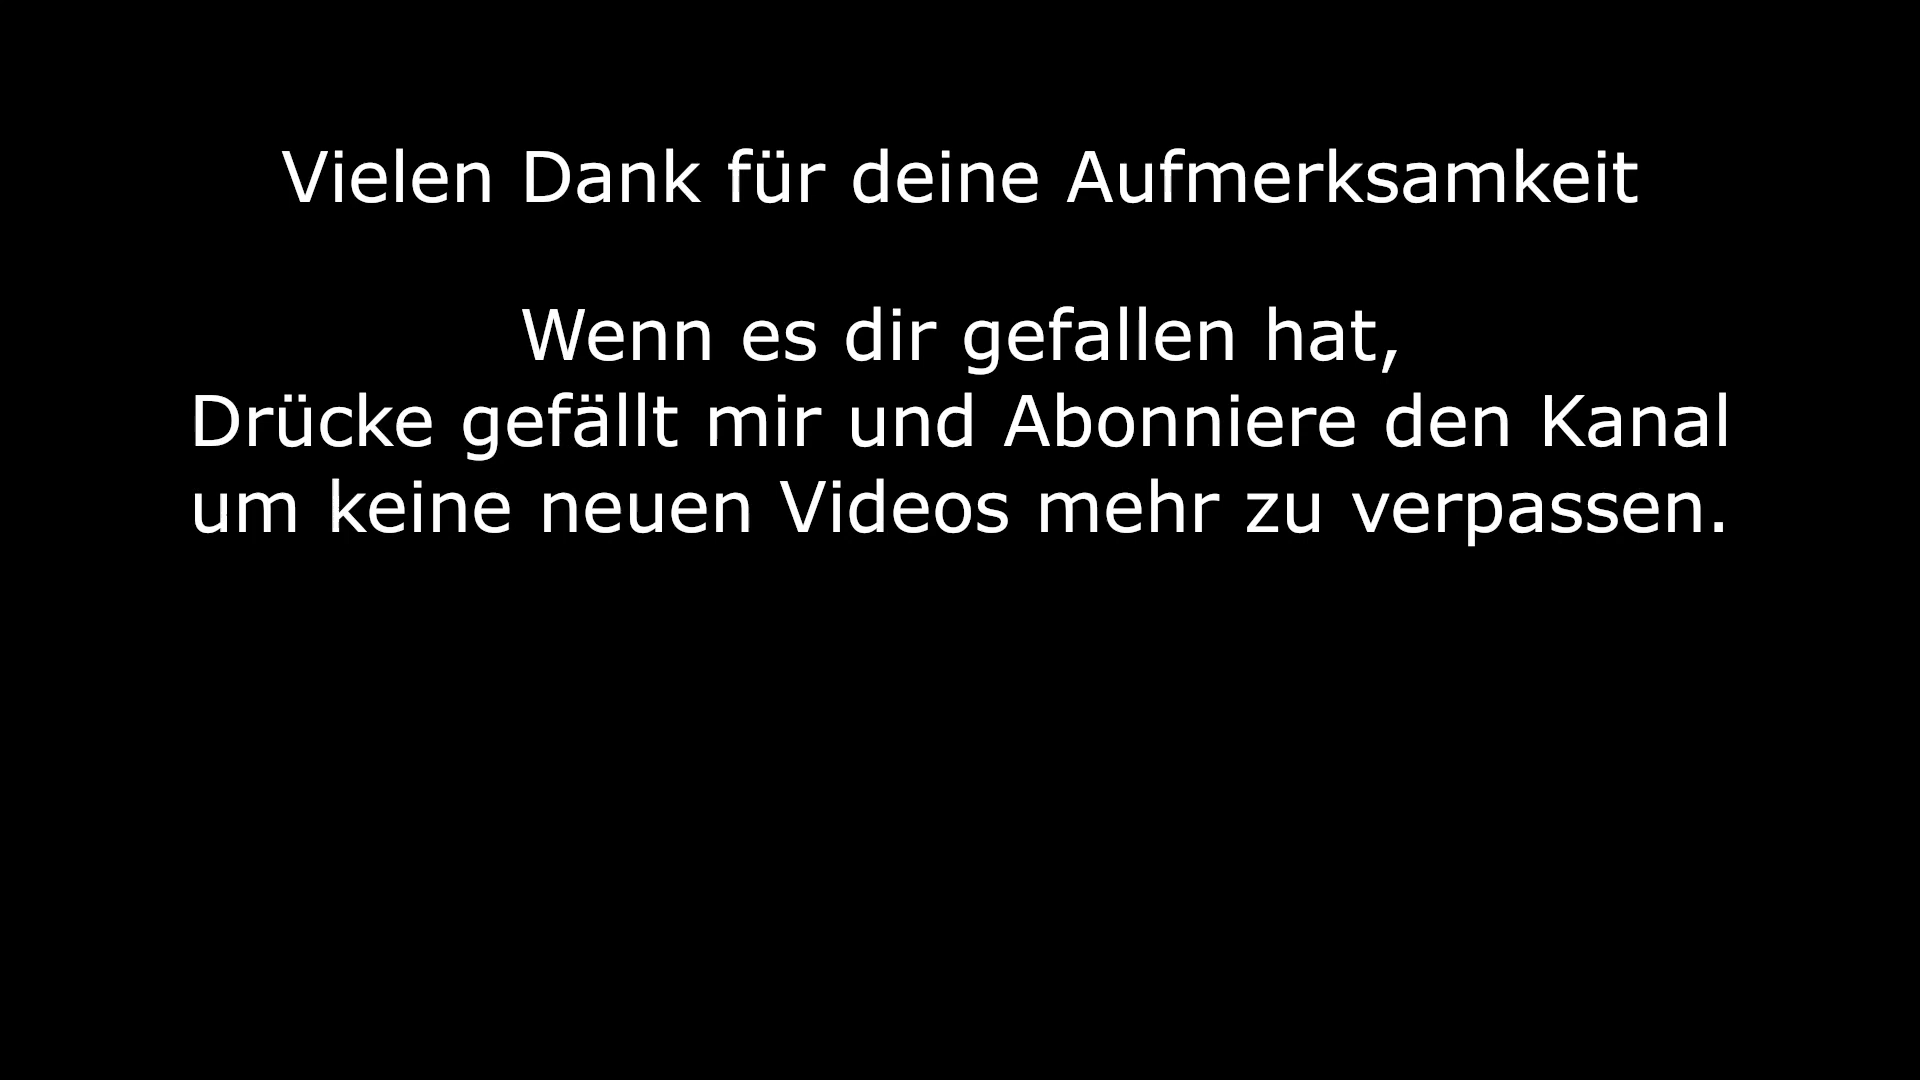 Vielen Dank für deine Aufmerksamkeit
Wenn es dir gefallen hat,
Drücke gefällt mir und Abonniere den Kanal
um keine neuen Videos mehr zu verpassen.